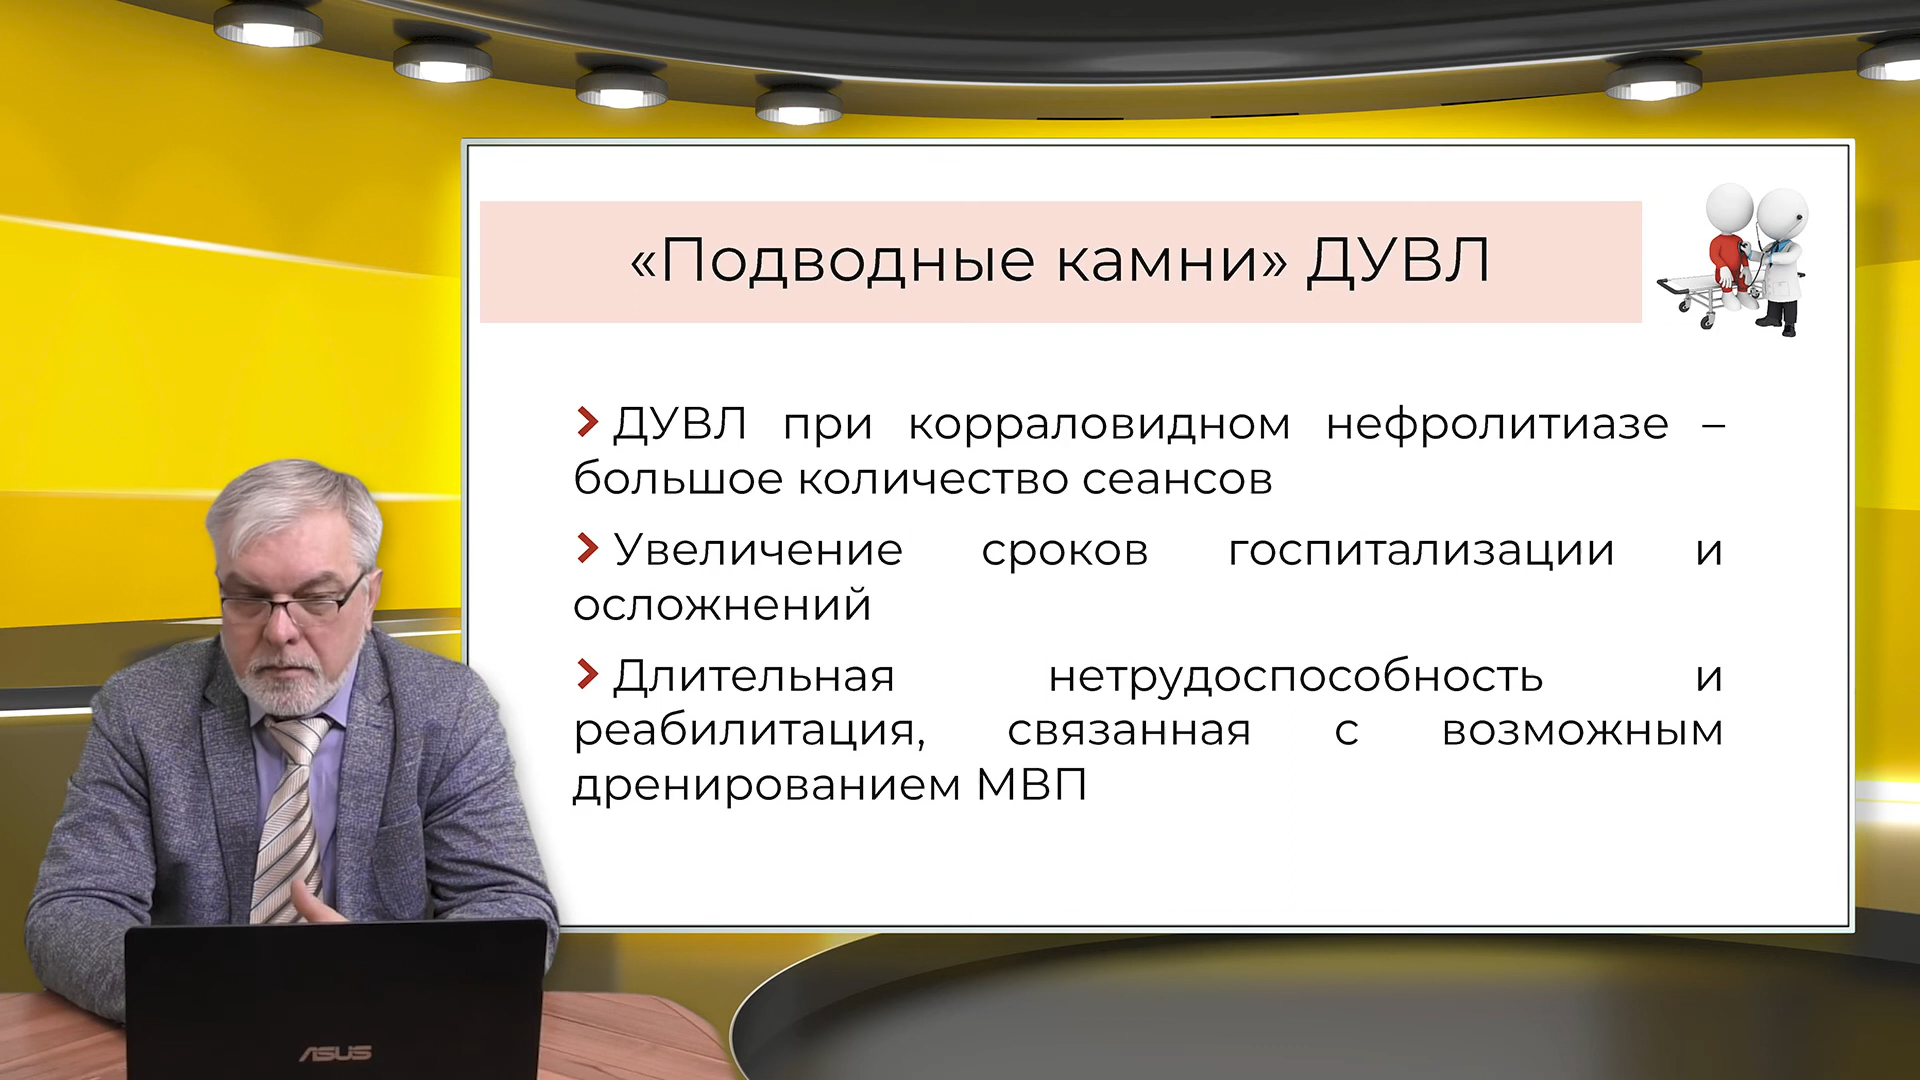 «Подводные камни» ДУВЛ
ДУВЛ при корраловидном нефролитиазе –
большое количество сеансов
Увеличение сроков госпитализации и
осложнений
Длительная нетрудоспособность и
реабилитация, связанная с возможным
дренированием МВП
ASUS